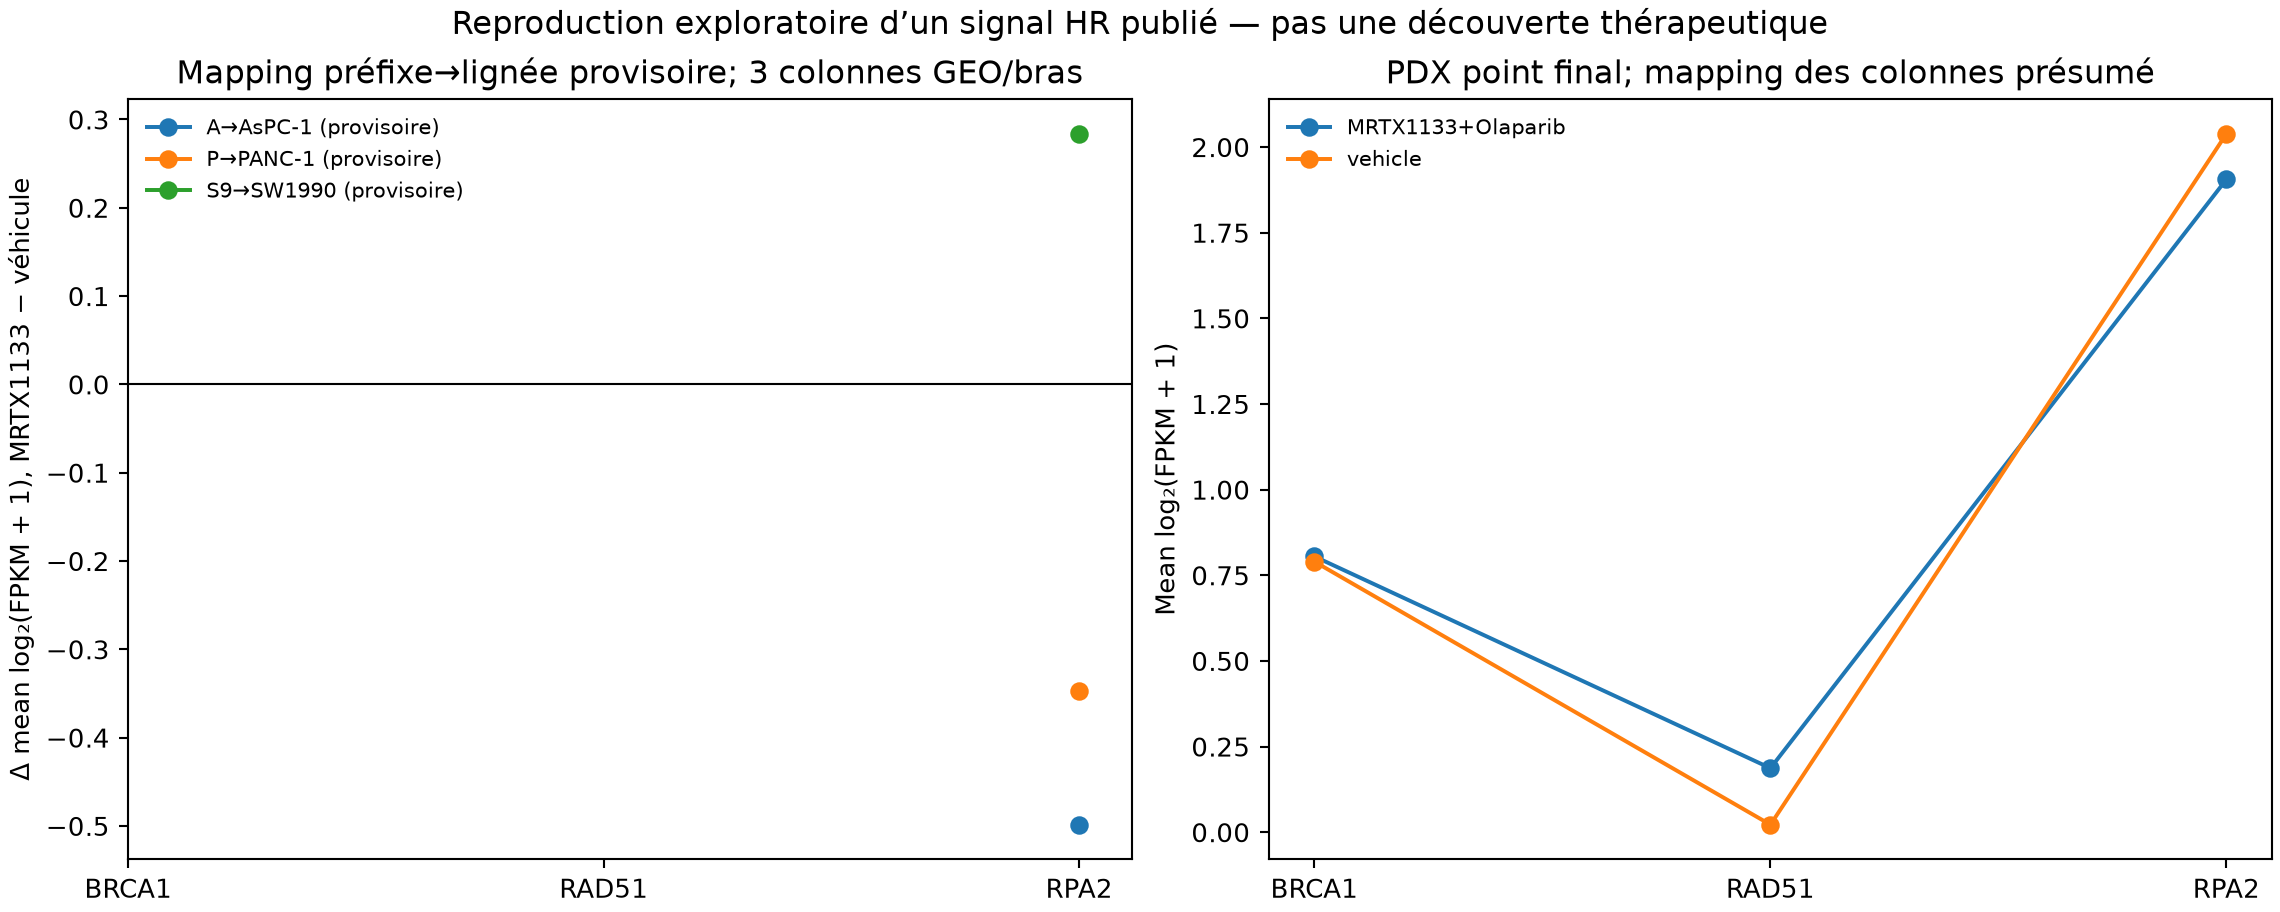 Reproduction exploratoire d’un signal HR publié — pas une découverte thérapeutique
Mapping préfixe→lignée provisoire; 3 colonnes GEO/bras
Δ mean log₂(FPKM + 1), MRTX1133 − véhicule
0.3
0.2
0.1
0.0
−0.1
−0.2
−0.3
−0.4
−0.5
A→AsPC-1 (provisoire)
P→PANC-1 (provisoire)
S9→SW1990 (provisoire)
BRCA1
RAD51
RPA2
PDX point final; mapping des colonnes présumé
Mean log₂(FPKM + 1)
2.00
1.75
1.50
1.25
1.00
0.75
0.50
0.25
0.00
MRTX1133+Olaparib
vehicle
BRCA1
RAD51
RPA2